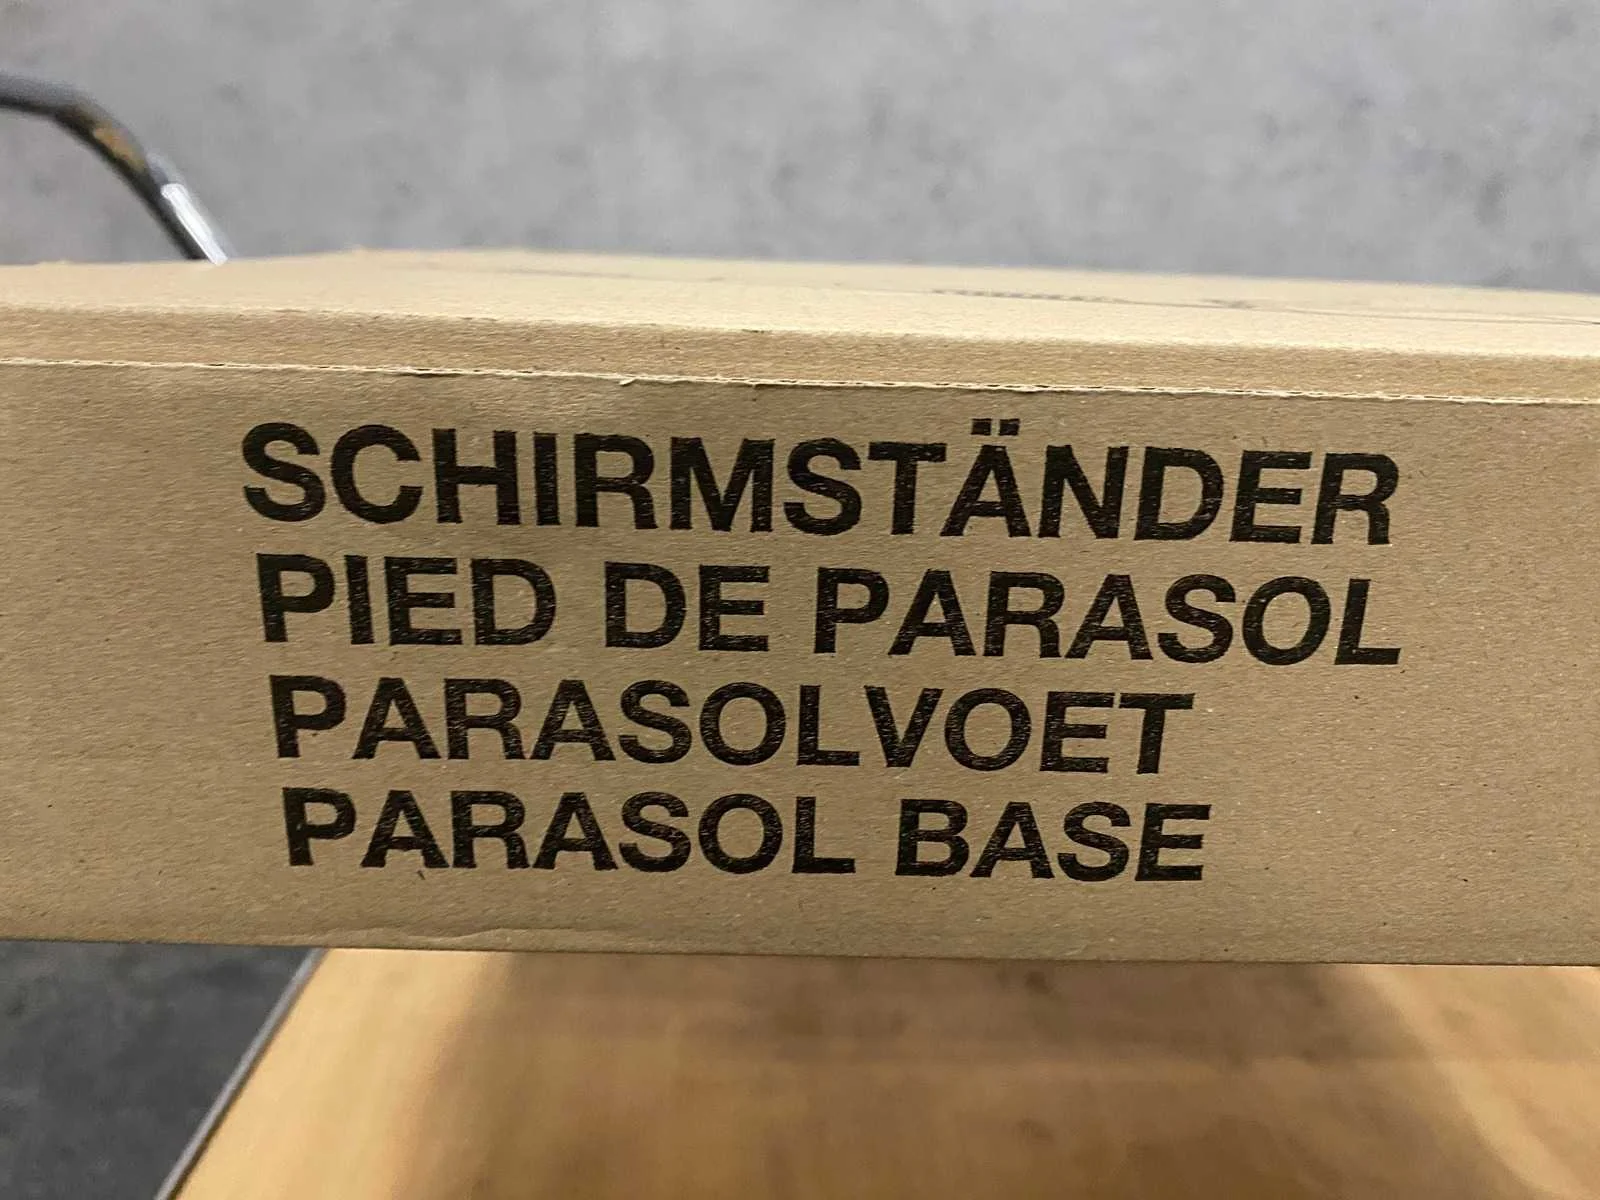 SCHIRMSTÄNDER
PIED DE PARASOL
PARASOLVOET
PARASOL BASE